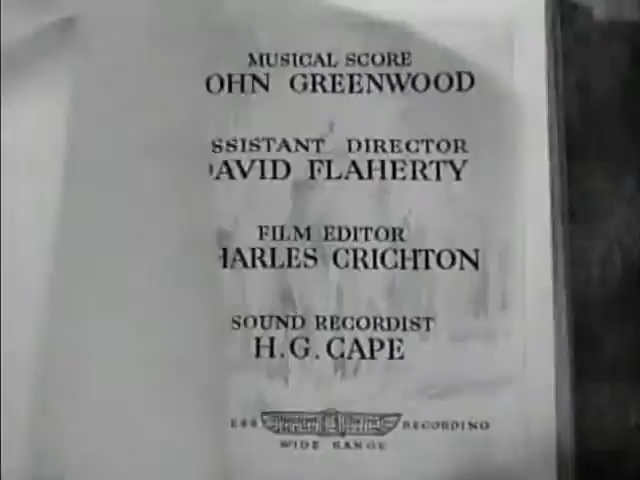 MUSICAL SCORE
OHN GREENWOOD
SSISTANT DIRECTOR
AVID FLAHERTY
FILM EDITOR
HARLES CRICHTON
SOUND RECORDIST
H.G. CAPE
RECORDING
WIDE RANGE